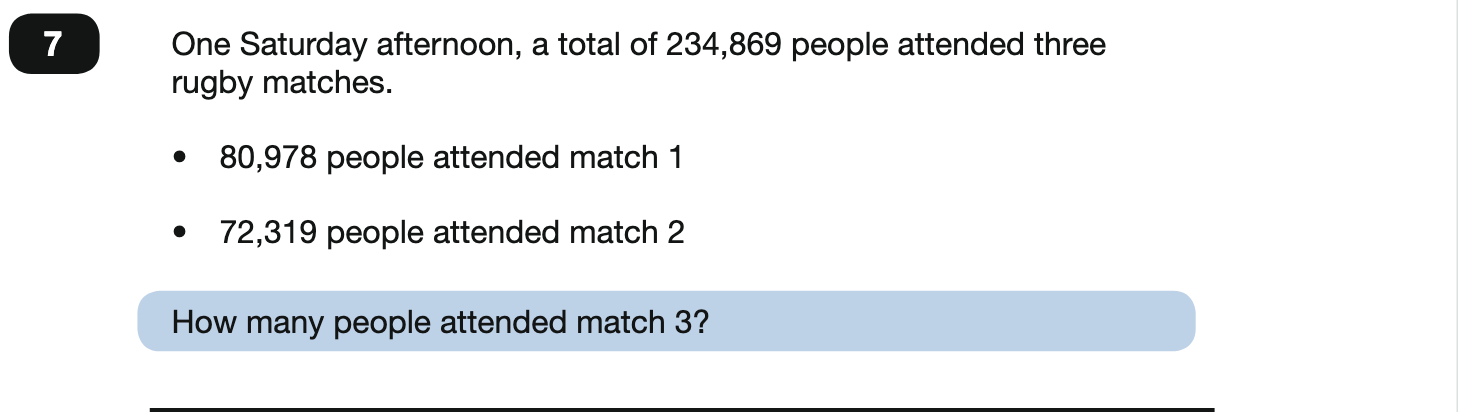 7
One Saturday afternoon, a total of 234,869 people attended three
rugby matches.
• 80,978 people attended match 1
• 72,319 people attended match 2
How many people attended match 3?